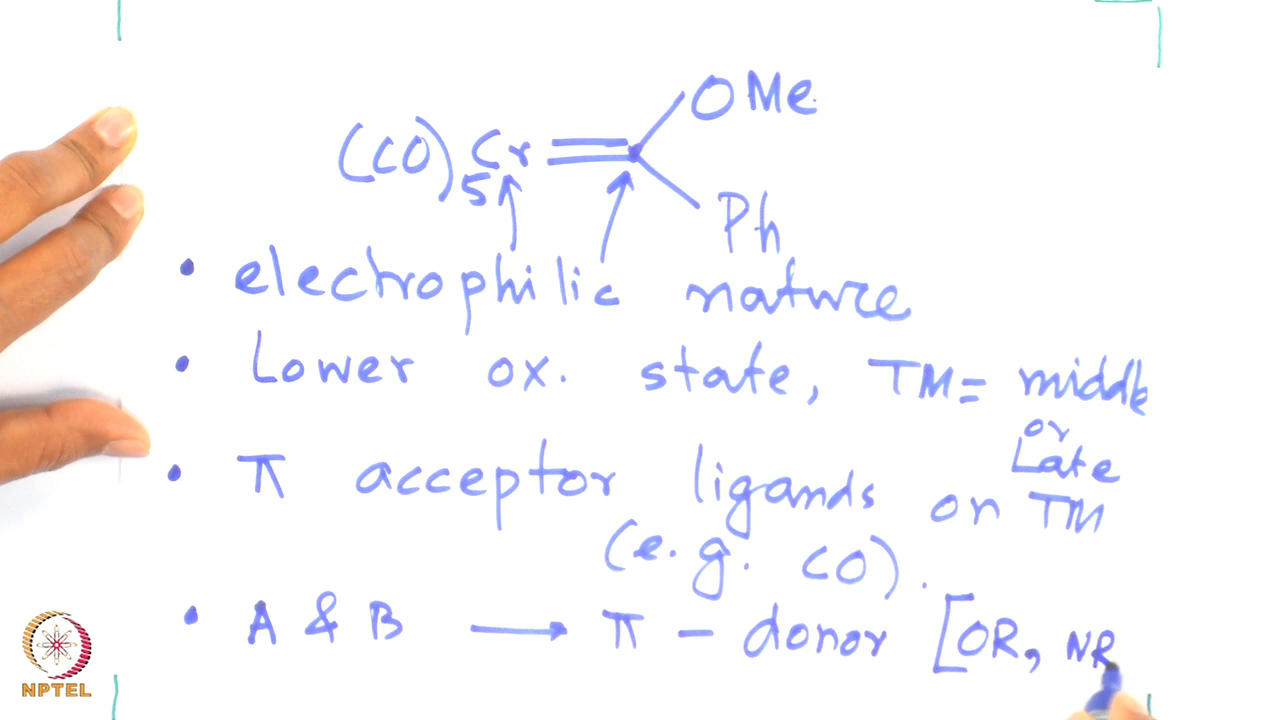 OMe
(CO)5Cr
Ph
• electrophilic nature
• Lower ox. state, TM = middle
or
Late
• π acceptor ligands on TM
(e.g. CO).
• A & B ⟶ π - donor [OR, NR
NPTEL